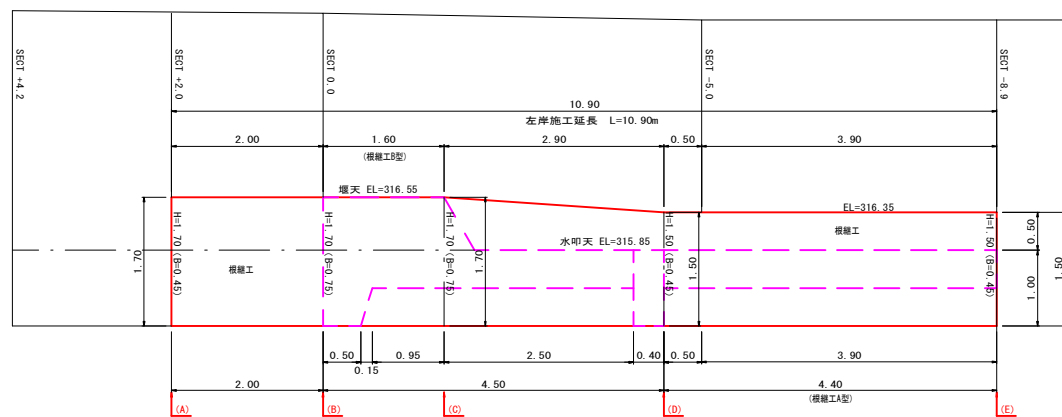 SECT +4.2
SECT +2.0
SECT 0.0
SECT -5.0
SECT -8.9
10.90
左岸施工延長 L=10.90m
2.00
1.60
2.90
0.50
3.90
(根継工B型)
堰天 EL=316.55
EL=316.35
水叩天 EL=315.85
根継工
根継工
1.70
H=1.70(B=0.45)
H=1.70(B=0.75)
H=1.70(B=0.75)
1.70
H=1.50(B=0.45)
1.50
H=1.50(B=0.45)
0.50
1.00
1.50
0.50
0.15
0.95
2.50
0.40
0.50
3.90
2.00
4.50
4.40
(根継工A型)
(A)
(B)
(C)
(D)
(E)